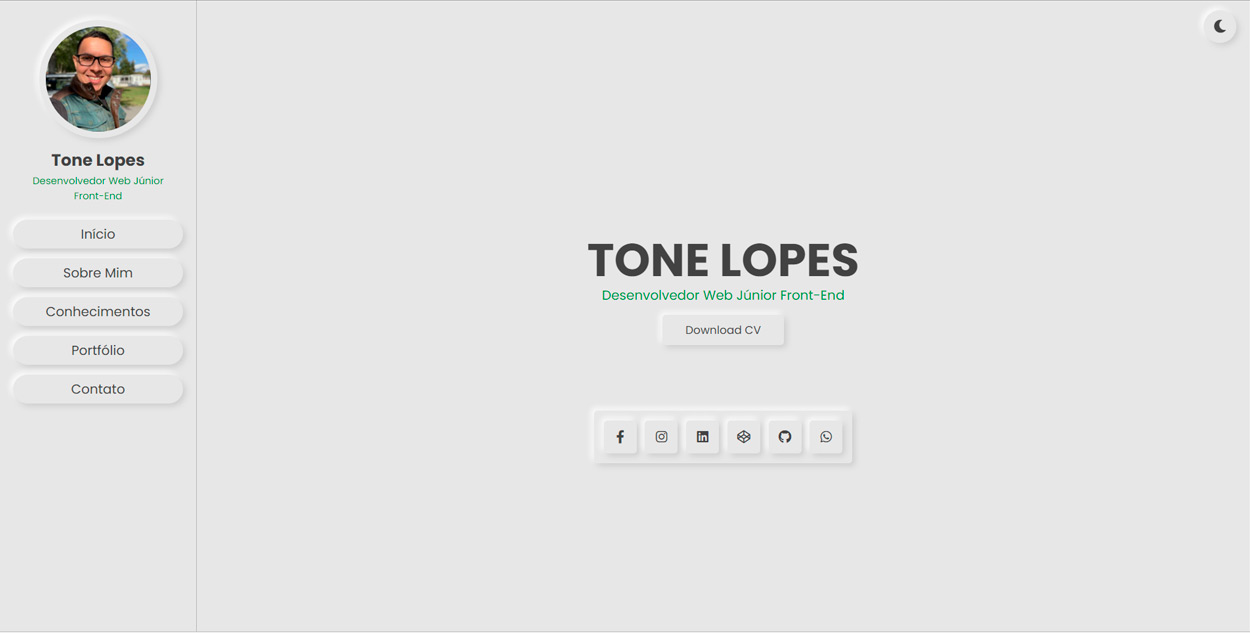 Tone Lopes
Desenvolvedor Web Júnior
Front-End
Início
Sobre Mim
Conhecimentos
Portfólio
Contato
TONE LOPES
Desenvolvedor Web Júnior Front-End
Download CV